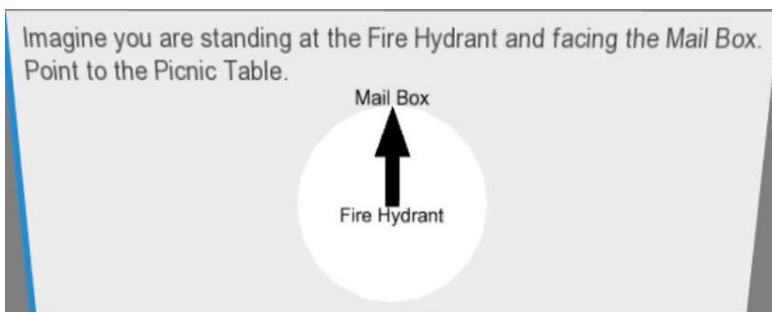 Imagine you are standing at the Fire Hydrant and facing the Mail Box.
Point to the Picnic Table.
Mail Box
Fire Hydrant